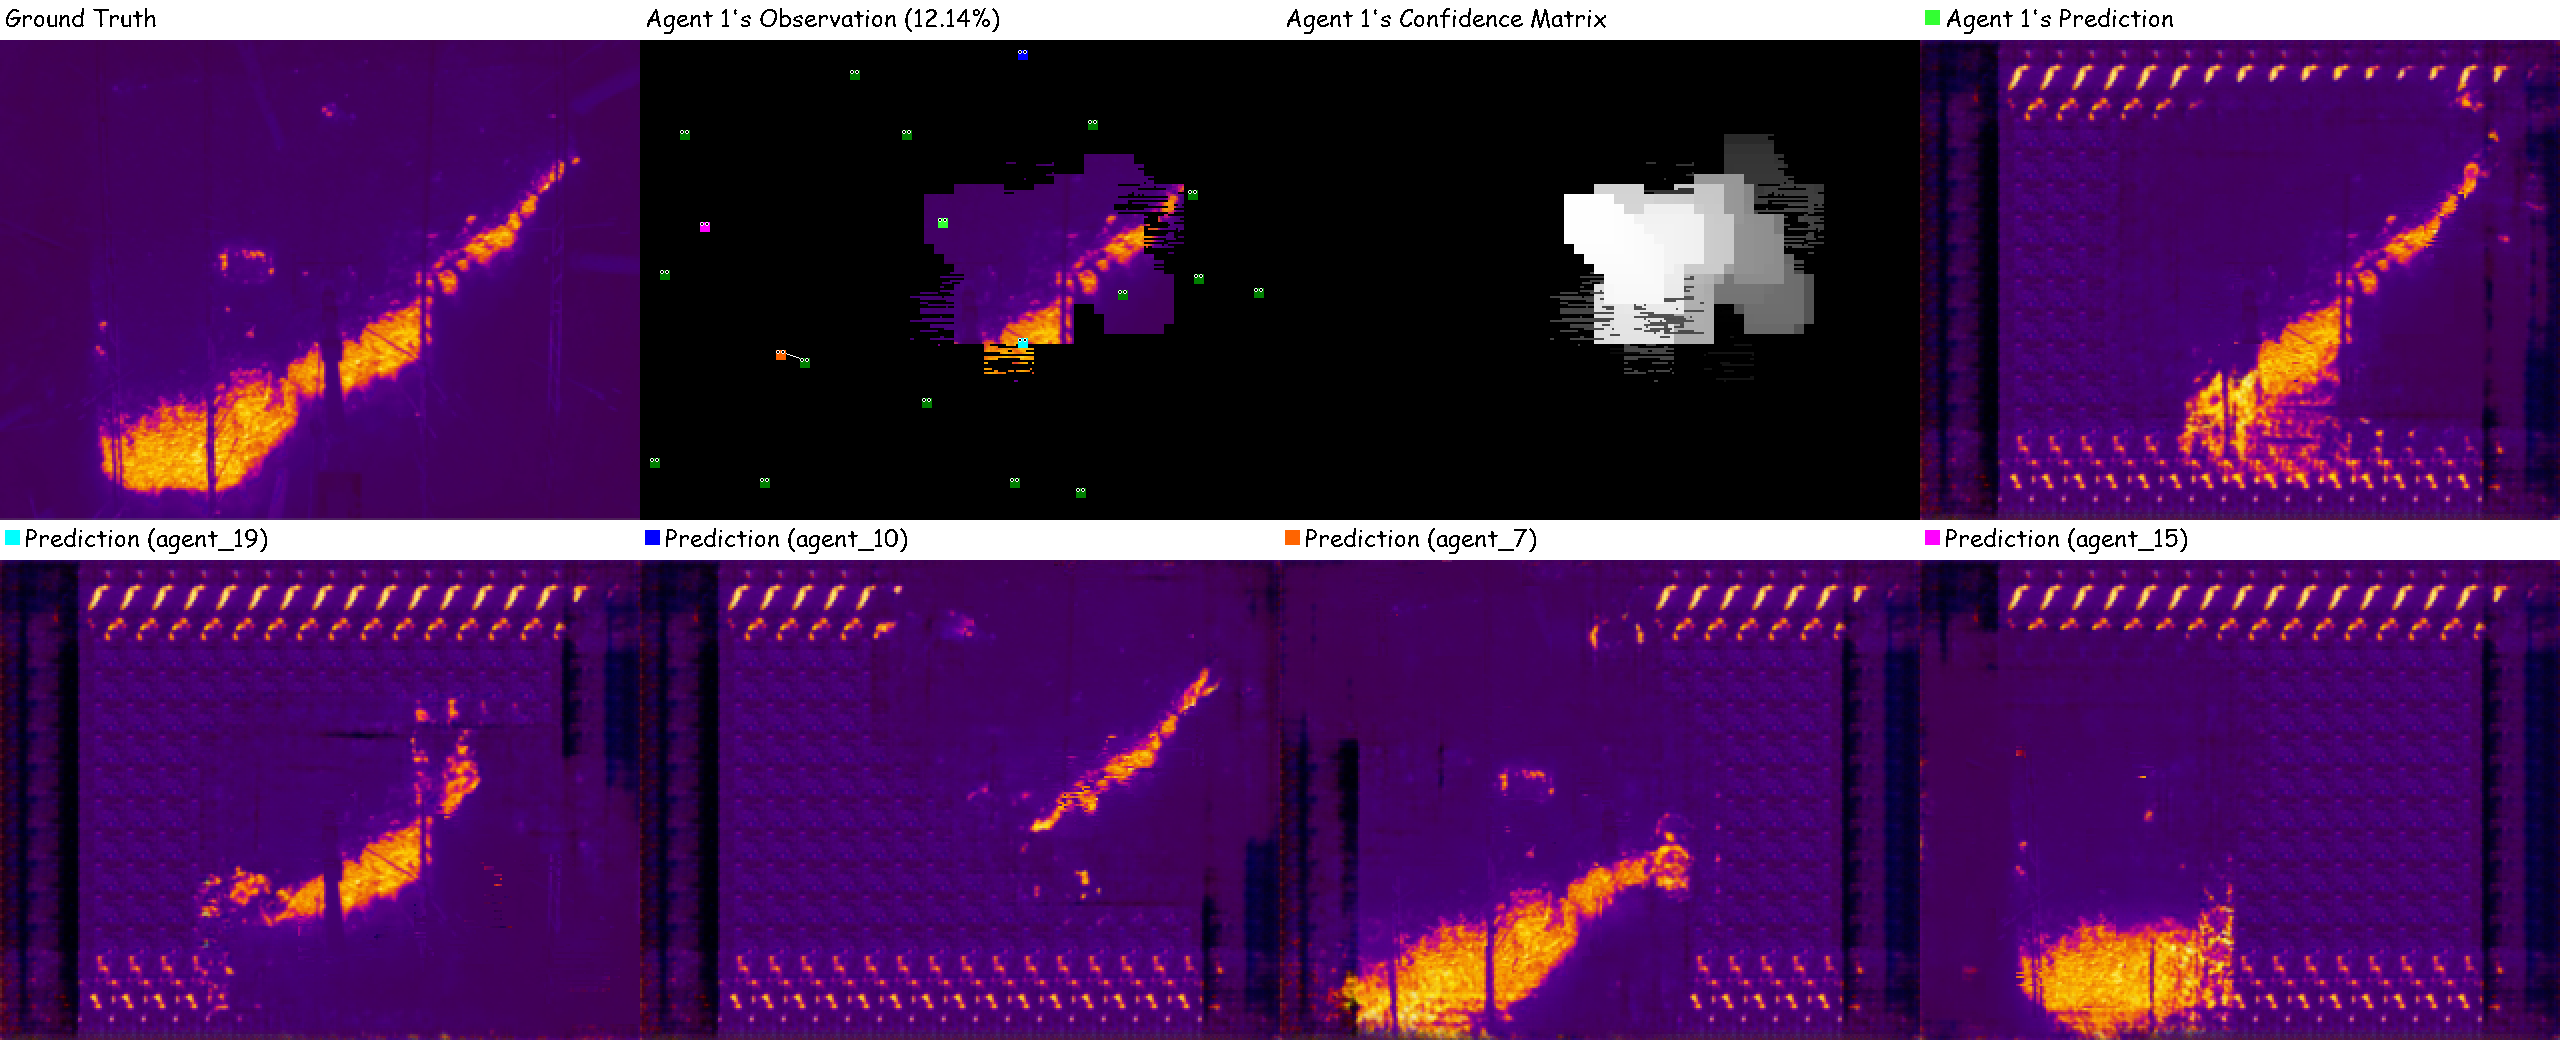 Ground Truth
Agent 1's Observation (12.14%)
Agent 1's Confidence Matrix
Agent 1's Prediction
Prediction (agent_19)
Prediction (agent_10)
Prediction (agent_7)
Prediction (agent_15)